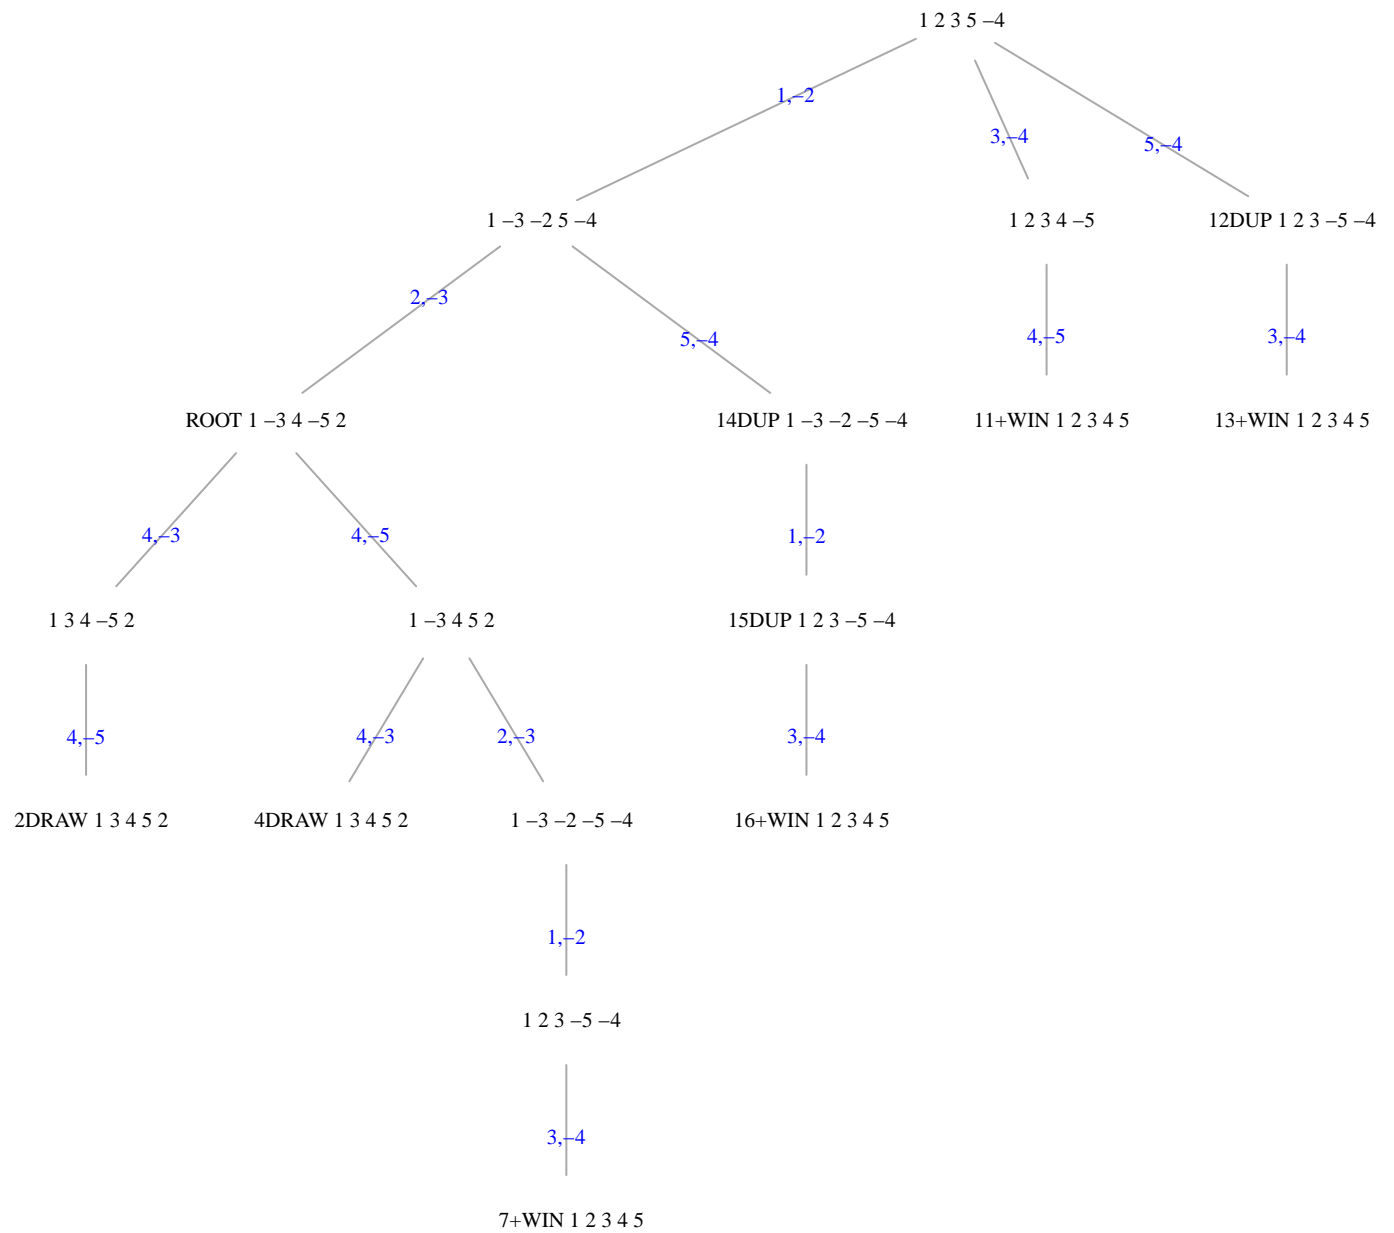 1 2 3 5 –4
1,–2
3,–4
5,–4
1 –3 –2 5 –4
1 2 3 4 –5
12DUP 1 2 3 –5 –4
2,–3
5,–4
4,–5
3,–4
ROOT 1 –3 4 –5 2
14DUP 1 –3 –2 –5 –4
11+WIN 1 2 3 4 5
13+WIN 1 2 3 4 5
4,–3
4,–5
1,–2
1 3 4 –5 2
1 –3 4 5 2
15DUP 1 2 3 –5 –4
4,–5
4,–3
2,–3
3,–4
2DRAW 1 3 4 5 2
4DRAW 1 3 4 5 2
1 –3 –2 –5 –4
16+WIN 1 2 3 4 5
1,–2
1 2 3 –5 –4
3,–4
7+WIN 1 2 3 4 5